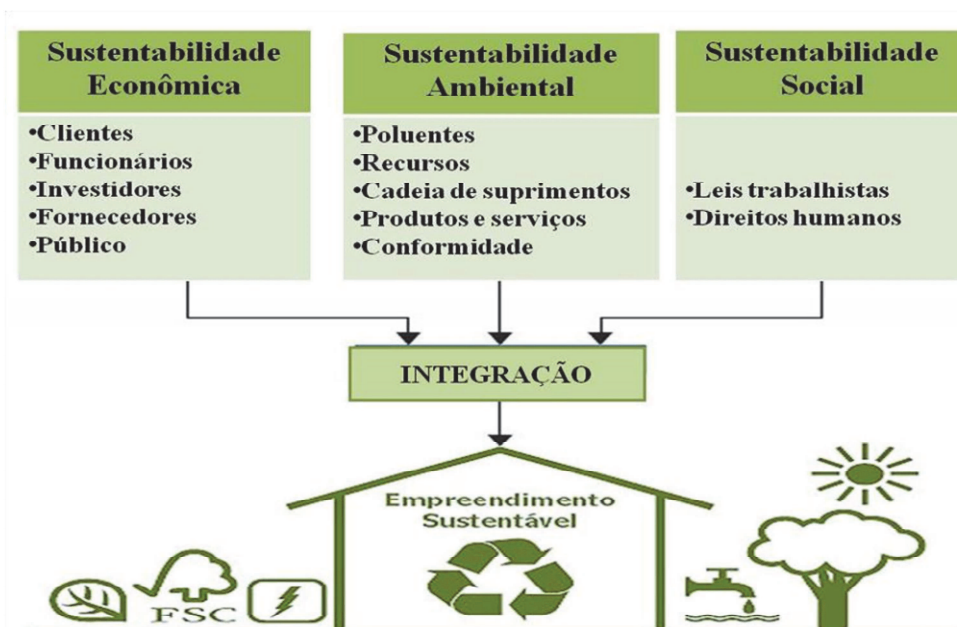 Sustentabilidade
Econômica
•Clientes
•Funcionários
•Investidores
•Fornecedores
•Público
Sustentabilidade
Ambiental
•Poluentes
•Recursos
•Cadeia de suprimentos
•Produtos e serviços
•Conformidade
Sustentabilidade
Social
•Leis trabalhistas
•Direitos humanos
INTEGRAÇÃO
Empreendimento
Sustentável
FSC